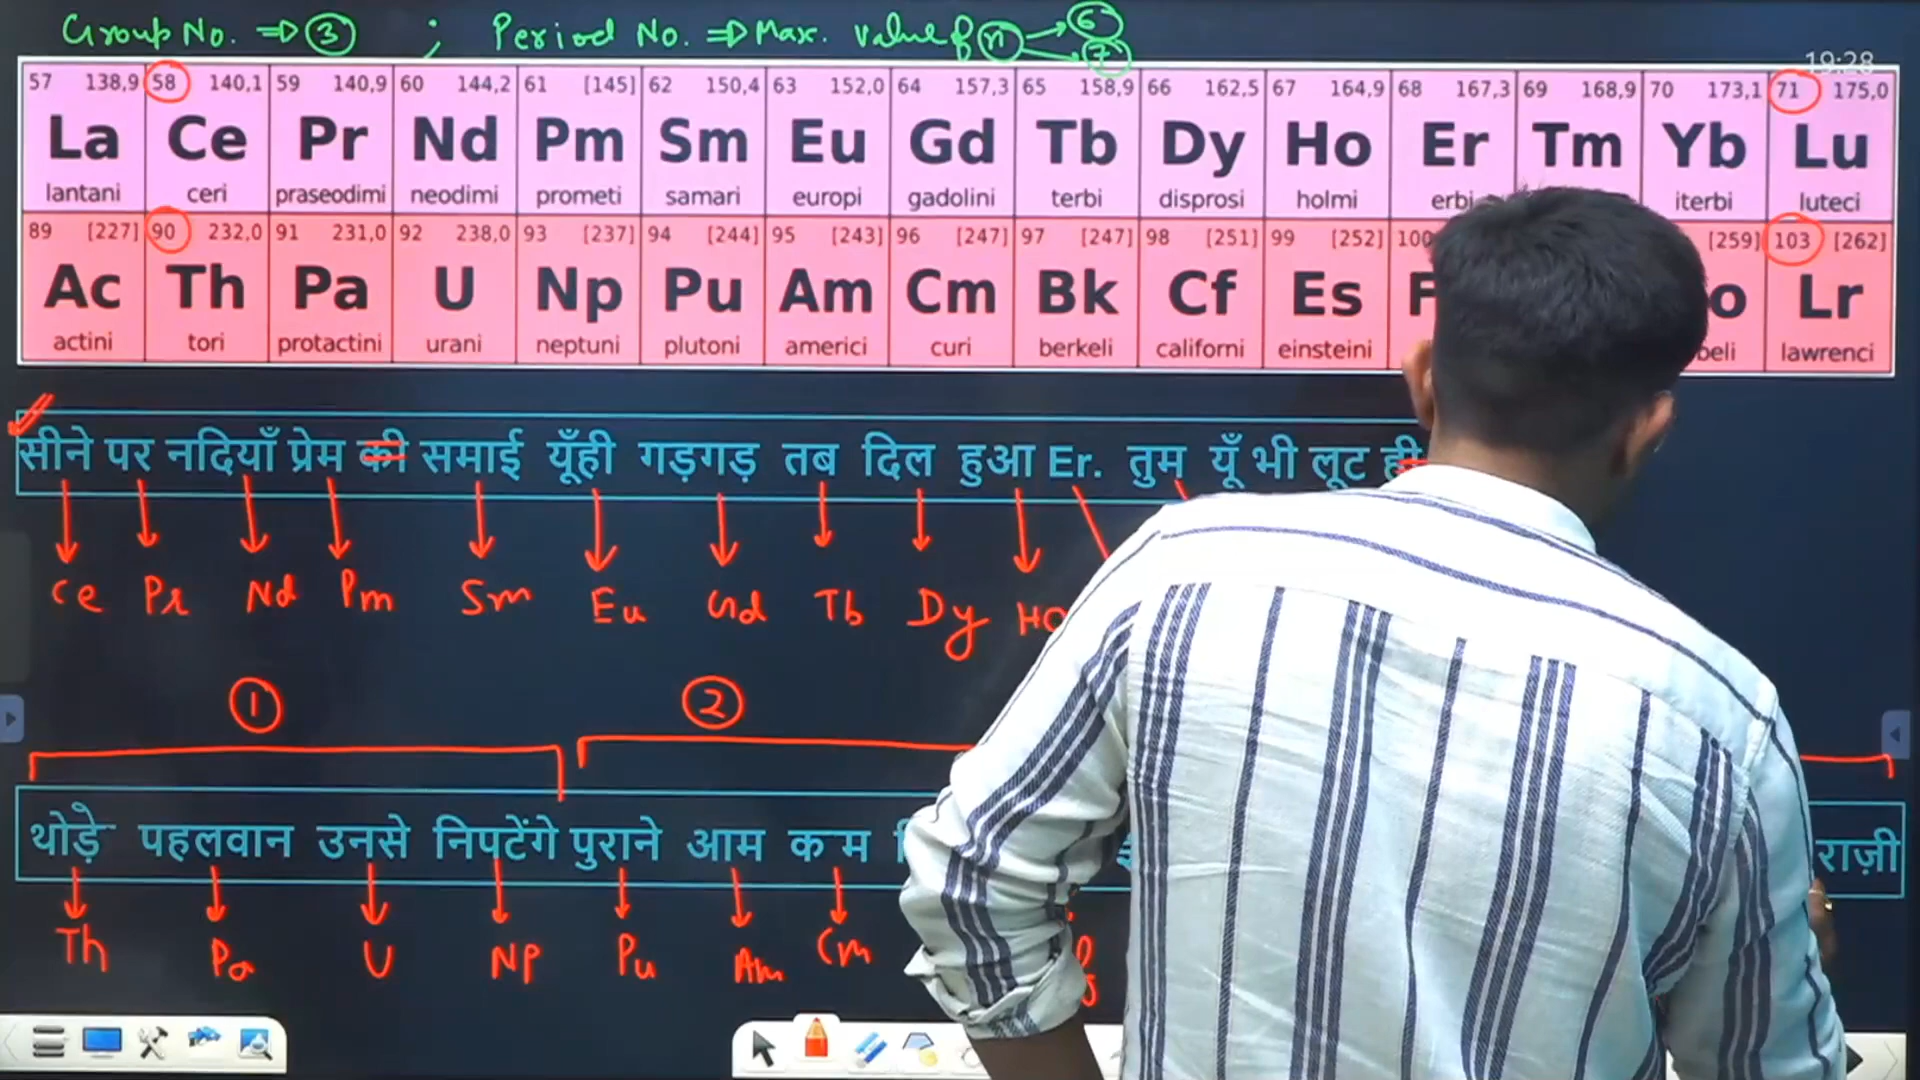 Group No. ⇒ 3 ; Period No. ⇒ Max. value of n → 6
→ 7
19:28
57 138,9 58 140,1 59 140,9 60 144,2 61 [145] 62 150,4 63 152,0 64 157,3 65 158,9 66 162,5 67 164,9 68 167,3 69 168,9 70 173,1 71 175,0
La Ce Pr Nd Pm Sm Eu Gd Tb Dy Ho Er Tm Yb Lu
lantani ceri praseodimi neodimi prometi samari europi gadolini terbi disprosi holmi erbi iterbi luteci
89 [227] 90 232,0 91 231,0 92 238,0 93 [237] 94 [244] 95 [243] 96 [247] 97 [247] 98 [251] 99 [252] 100 [259] 103 [262]
Ac Th Pa U Np Pu Am Cm Bk Cf Es F o Lr
actini tori protactini urani neptuni plutoni americi curi berkeli californi einsteini beli lawrenci
सीने पर नदियाँ प्रेम की समाई यूँही गड़गड़ तब दिल हुआ Er. तुम यूँ भी लूट ही
Ce Pr Nd Pm Sm Eu Gd Tb Dy Ho
1 2
थोड़े पहलवान उनसे निपटेंगे पुराने आम कम राज़ी
Th Pa U Np Pu Am Cm